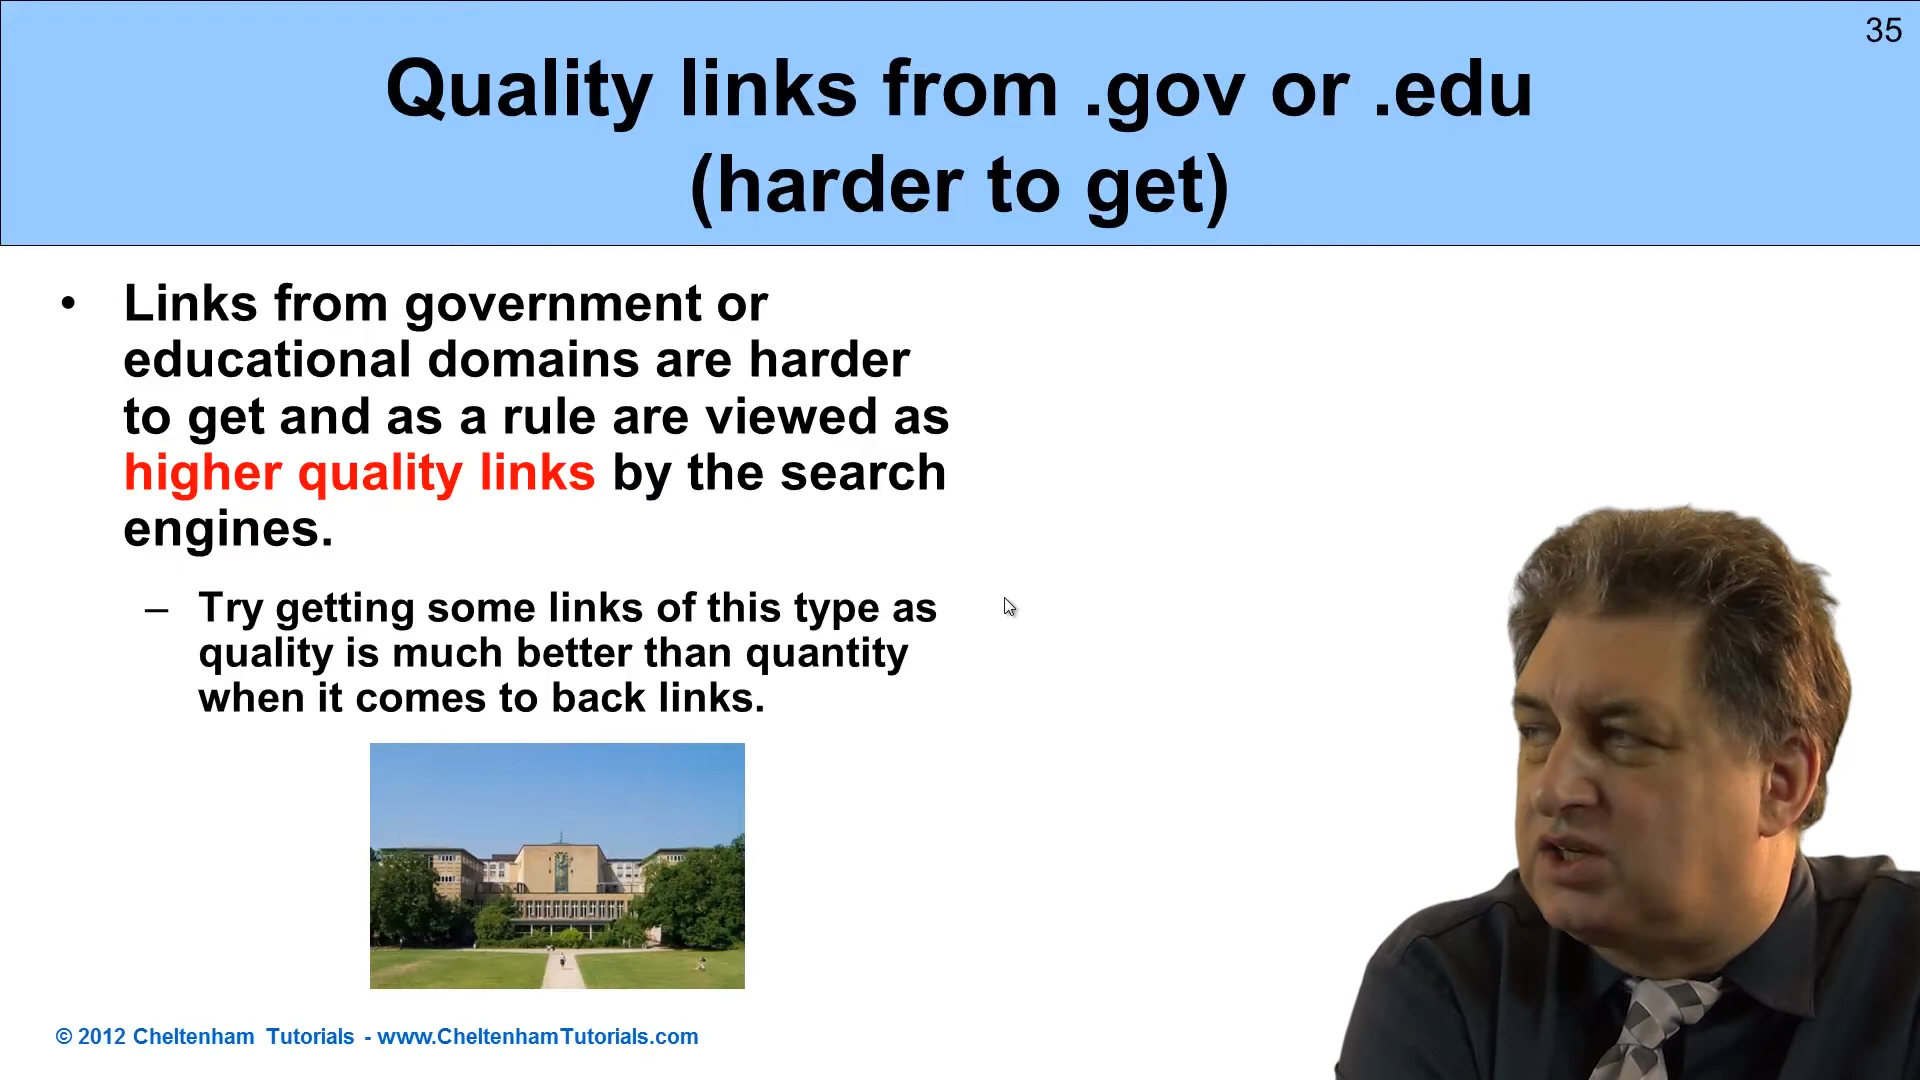 35
Quality links from .gov or .edu
(harder to get)
• Links from government or
educational domains are harder
to get and as a rule are viewed as
higher quality links by the search
engines.
– Try getting some links of this type as
quality is much better than quantity
when it comes to back links.
© 2012 Cheltenham Tutorials - www.CheltenhamTutorials.com